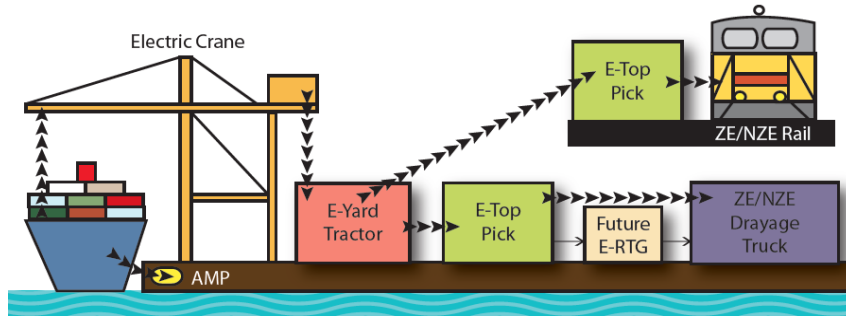 Electric Crane
E-Top
Pick
ZE/NZE Rail
E-Yard
Tractor
E-Top
Pick
Future
E-RTG
ZE/NZE
Drayage
Truck
AMP